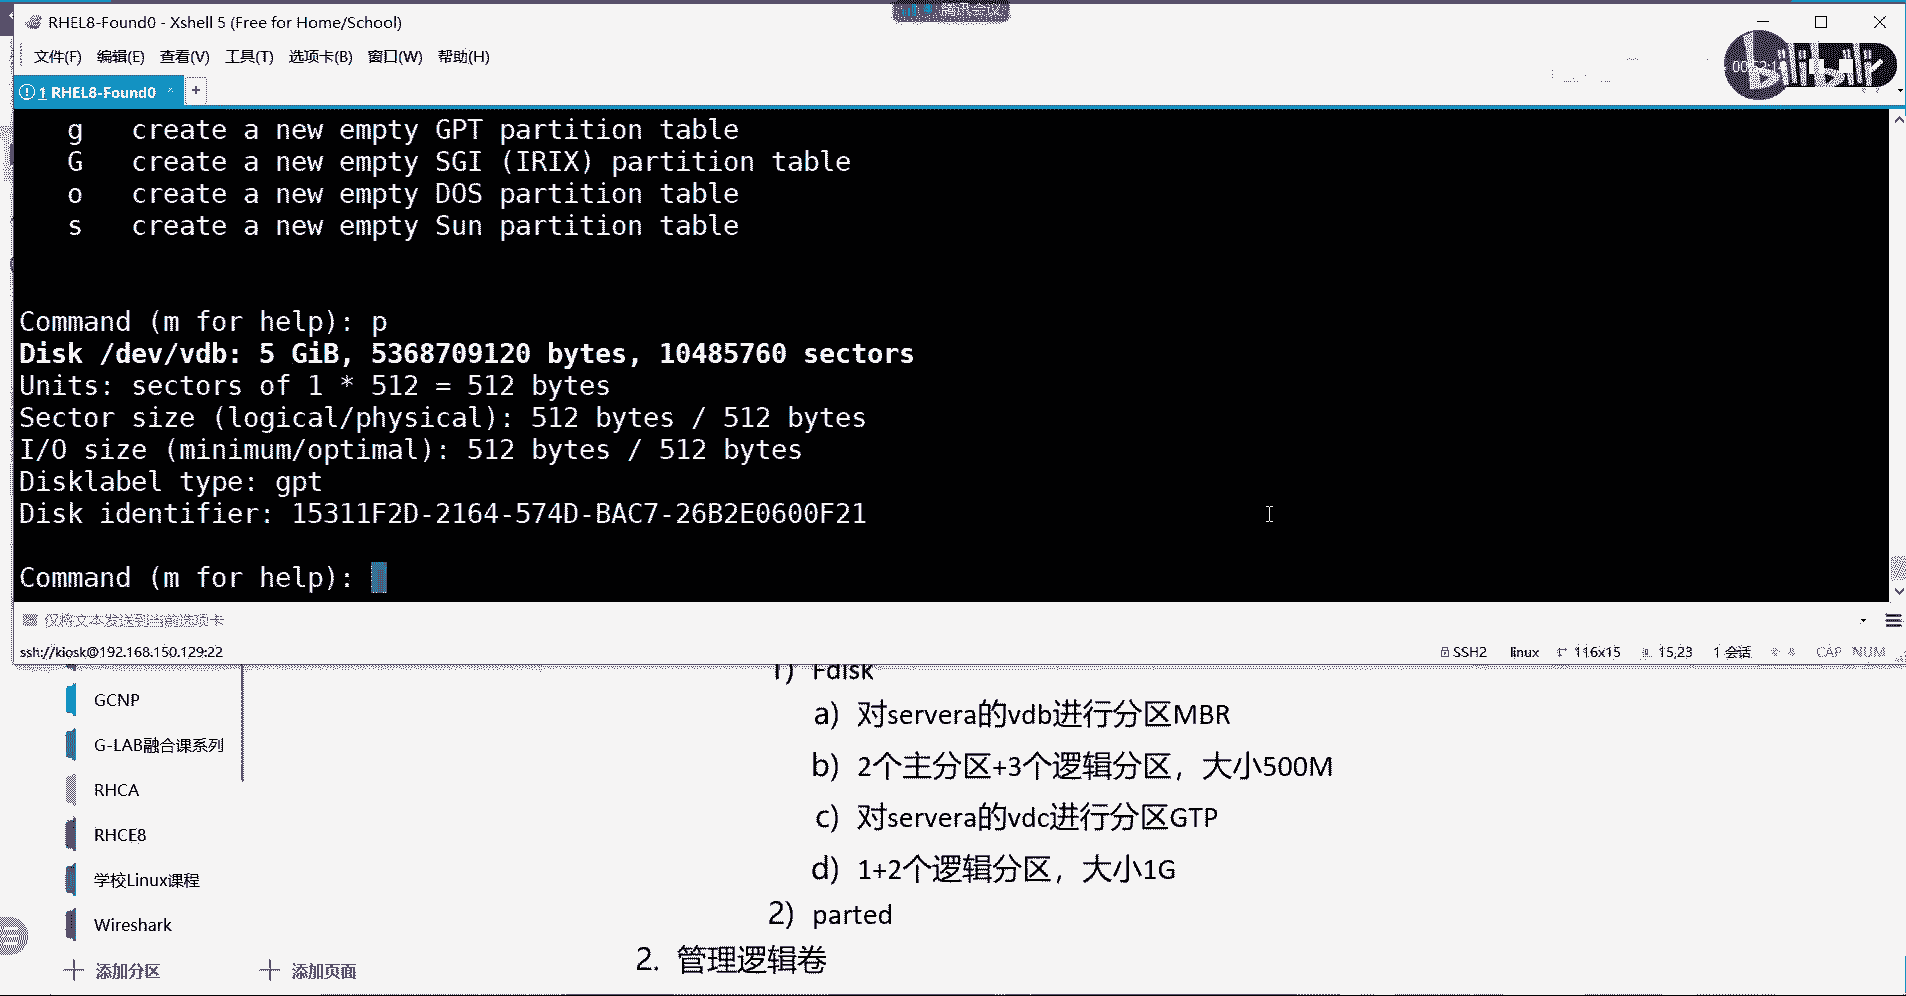 RHEL8-Found0 - Xshell 5 (Free for Home/School)
腾讯会议
文件(F) 编辑(E) 查看(V) 工具(T) 选项卡(B) 窗口(W) 帮助(H)
bilibili
1 RHEL8-Found0
g create a new empty GPT partition table
G create a new empty SGI (IRIX) partition table
o create a new empty DOS partition table
s create a new empty Sun partition table
Command (m for help): p
Disk /dev/vdb: 5 GiB, 5368709120 bytes, 10485760 sectors
Units: sectors of 1 * 512 = 512 bytes
Sector size (logical/physical): 512 bytes / 512 bytes
I/O size (minimum/optimal): 512 bytes / 512 bytes
Disklabel type: gpt
Disk identifier: 15311F2D-2164-574D-BAC7-26B2E0600F21
Command (m for help):
仅将文本发送到当前选项卡
ssh://kiosk@192.168.150.129:22 SSH2 linux 116x15 15,23 1 会话 CAP NUM
1) Fdisk
GCNP
a) 对servera的vdb进行分区MBR
G-LAB融合课系列
b) 2个主分区+3个逻辑分区，大小500M
RHCA
c) 对servera的vdc进行分区GTP
RHCE8
d) 1+2个逻辑分区，大小1G
学校Linux课程
2) parted
Wireshark
2. 管理逻辑卷
添加分区 添加页面